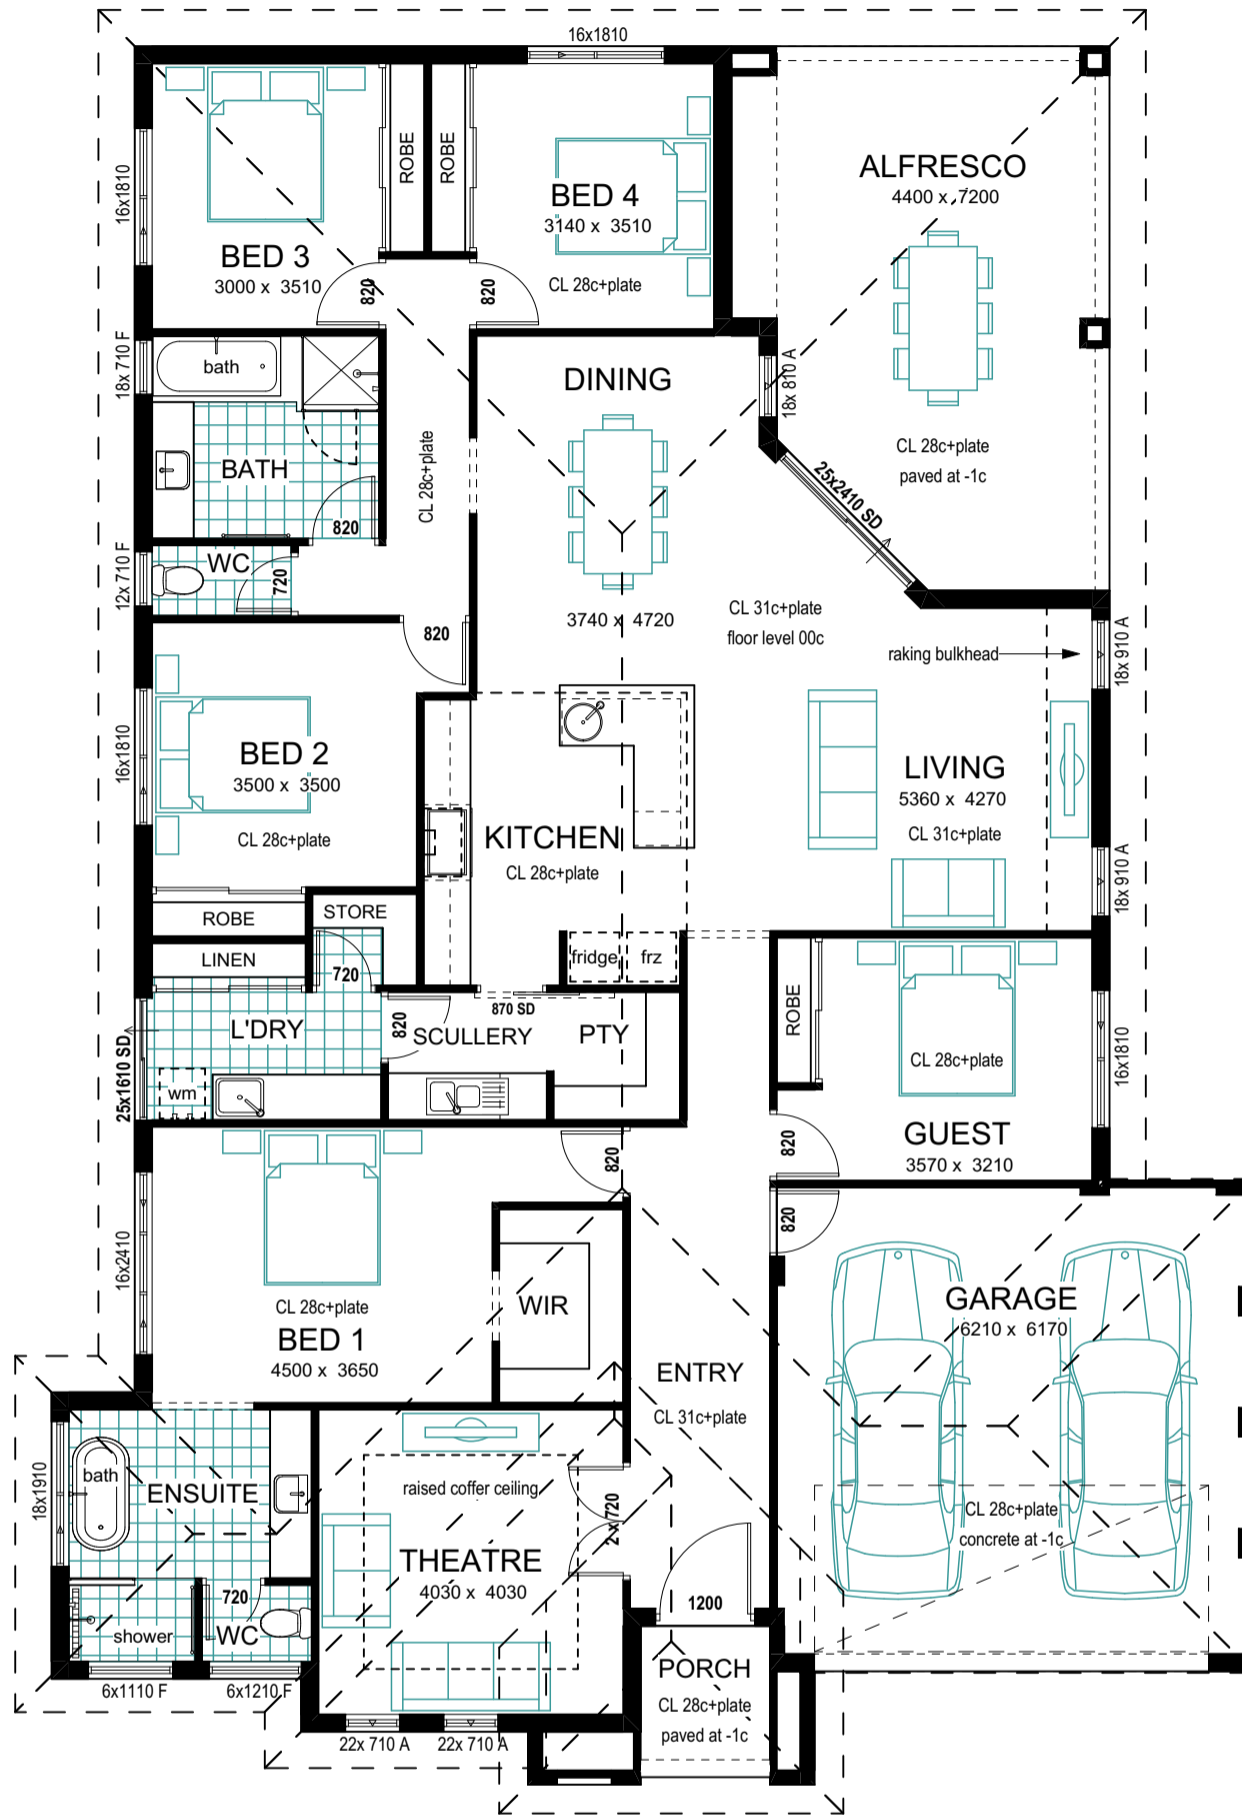 16x1810
16x1810
BED 3
3000 x 3510
ROBE
ROBE
BED 4
3140 x 3510
CL 28c+plate
820
820
ALFRESCO
4400 x 7200
CL 28c+plate
paved at -1c
18x 710 F
bath
BATH
820
CL 28c+plate
DINING
3740 x 4720
18x 810 A
25x2410 SD
12x 710 F
WC
720
820
CL 31c+plate
floor level 00c
raking bulkhead
18x 910 A
16x1810
BED 2
3500 x 3500
CL 28c+plate
ROBE
STORE
KITCHEN
CL 28c+plate
LIVING
5360 x 4270
CL 31c+plate
18x 910 A
LINEN
720
fridge
frz
870 SD
25x1610 SD
L'DRY
wm
820
SCULLERY
PTY
ROBE
CL 28c+plate
16x1810
GUEST
3570 x 3210
820
820
820
16x2410
CL 28c+plate
BED 1
4500 x 3650
WIR
ENTRY
CL 31c+plate
GARAGE
6210 x 6170
CL 28c+plate
concrete at -1c
18x1910
bath
ENSUITE
raised coffer ceiling
2 x 720
THEATRE
4030 x 4030
720
shower
WC
1200
PORCH
CL 28c+plate
paved at -1c
6x1110 F
6x1210 F
22x 710 A
22x 710 A